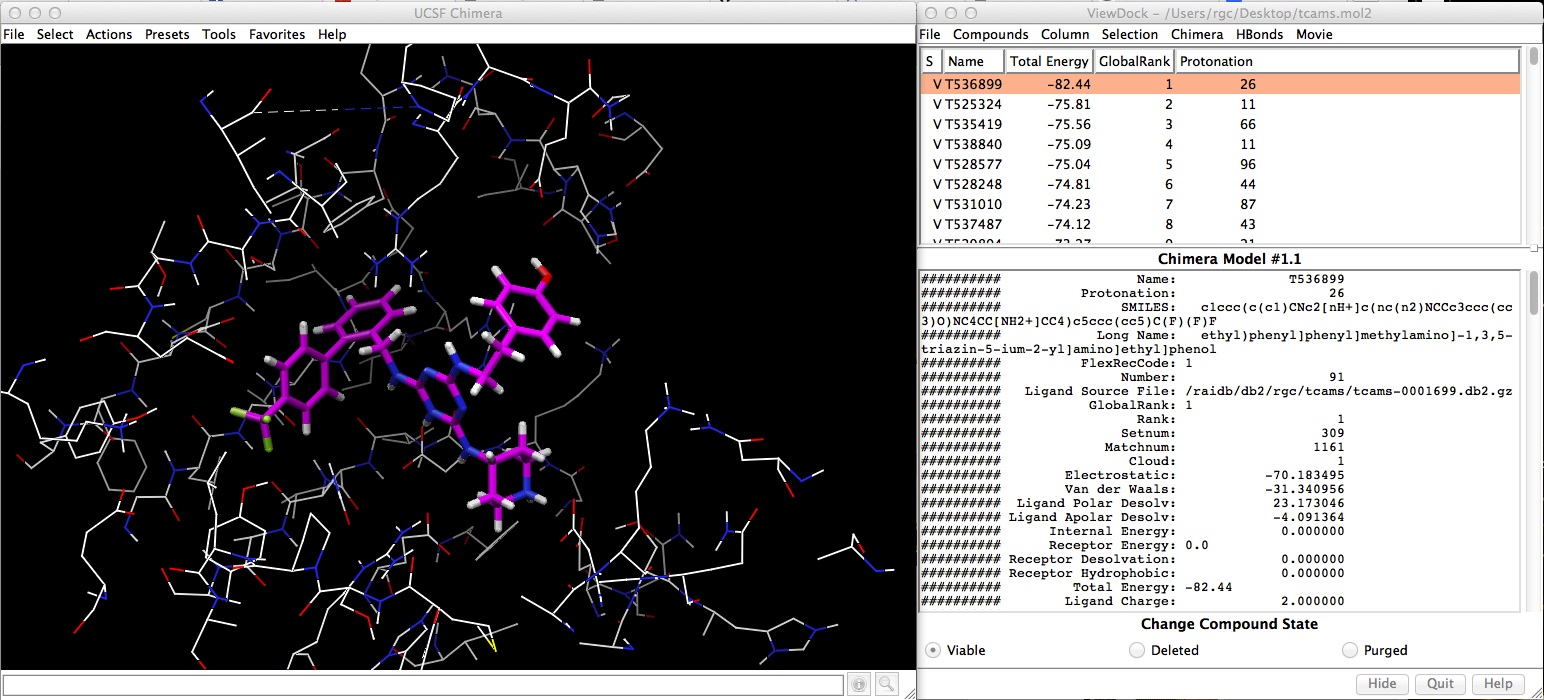 UCSF Chimera
File Select Actions Presets Tools Favorites Help
ViewDock - /Users/rgc/Desktop/tcams.mol2
File Compounds Column Selection Chimera HBonds Movie
S Name Total Energy GlobalRank Protonation
V T536899 -82.44 1 26
V T525324 -75.81 2 11
V T535419 -75.56 3 66
V T538840 -75.09 4 11
V T528577 -75.04 5 96
V T528248 -74.81 6 44
V T531010 -74.23 7 87
V T537487 -74.12 8 43
Chimera Model #1.1
########## Name: T536899
########## Protonation: 26
########## SMILES: c1ccc(c(c1)CNc2[nH+]c(nc(n2)NCCc3ccc(cc
3)O)NC4CC[NH2+]CC4)c5ccc(cc5)C(F)(F)F
########## Long Name: ethyl)phenyl]phenyl]methylamino]-1,3,5-
triazin-5-ium-2-yl]amino]ethyl]phenol
########## FlexRecCode: 1
########## Number: 91
########## Ligand Source File: /raidb/db2/rgc/tcams/tcams-0001699.db2.gz
########## GlobalRank: 1
########## Rank: 1
########## Setnum: 309
########## Matchnum: 1161
########## Cloud: 1
########## Electrostatic: -70.183495
########## Van der Waals: -31.340956
########## Ligand Polar Desolv: 23.173046
########## Ligand Apolar Desolv: -4.091364
########## Internal Energy: 0.000000
########## Receptor Energy: 0.0
########## Receptor Desolvation: 0.000000
########## Receptor Hydrophobic: 0.000000
########## Total Energy: -82.44
########## Ligand Charge: 2.000000
Change Compound State
Viable Deleted Purged
Hide Quit Help